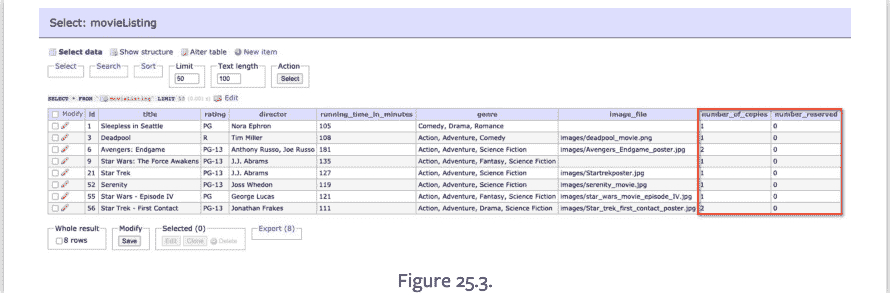 Select: movieListing
Select data Show structure Alter table New item
Select Search Sort Limit Text length Action
50 100 Select
SELECT * FROM `movieListing` LIMIT 50 (0.001 s) Edit
Modify id title rating director running_time_in_minutes genre image_file number_of_copies number_reserved
1 Sleepless in Seattle PG Nora Ephron 105 Comedy, Drama, Romance 1 0
3 Deadpool R Tim Miller 108 Action, Adventure, Comedy images/deadpool_movie.png 1 0
6 Avengers: Endgame PG-13 Anthony Russo, Joe Russo 181 Action, Adventure, Science Fiction images/Avengers_Endgame_poster.jpg 2 0
9 Star Wars: The Force Awakens PG-13 J.J. Abrams 135 Action, Adventure, Fantasy, Science Fiction 1 0
21 Star Trek PG-13 J.J. Abrams 127 Action, Adventure, Science Fiction images/Startrekposter.jpg 1 0
52 Serenity PG-13 Joss Whedon 119 Action, Adventure, Science Fiction images/serenity_movie.jpg 1 0
55 Star Wars - Episode IV PG George Lucas 121 Action, Adventure, Fantasy, Science Fiction images/star_wars_movie_episode_IV.jpg 1 0
56 Star Trek - First Contact PG-13 Jonathan Frakes 111 Action, Adventure, Drama, Science Fiction images/Star_trek_first_contact_poster.jpg 2 0
Whole result Modify Selected (0) Export (8)
8 rows Save Edit Clone Delete
Figure 25.3.